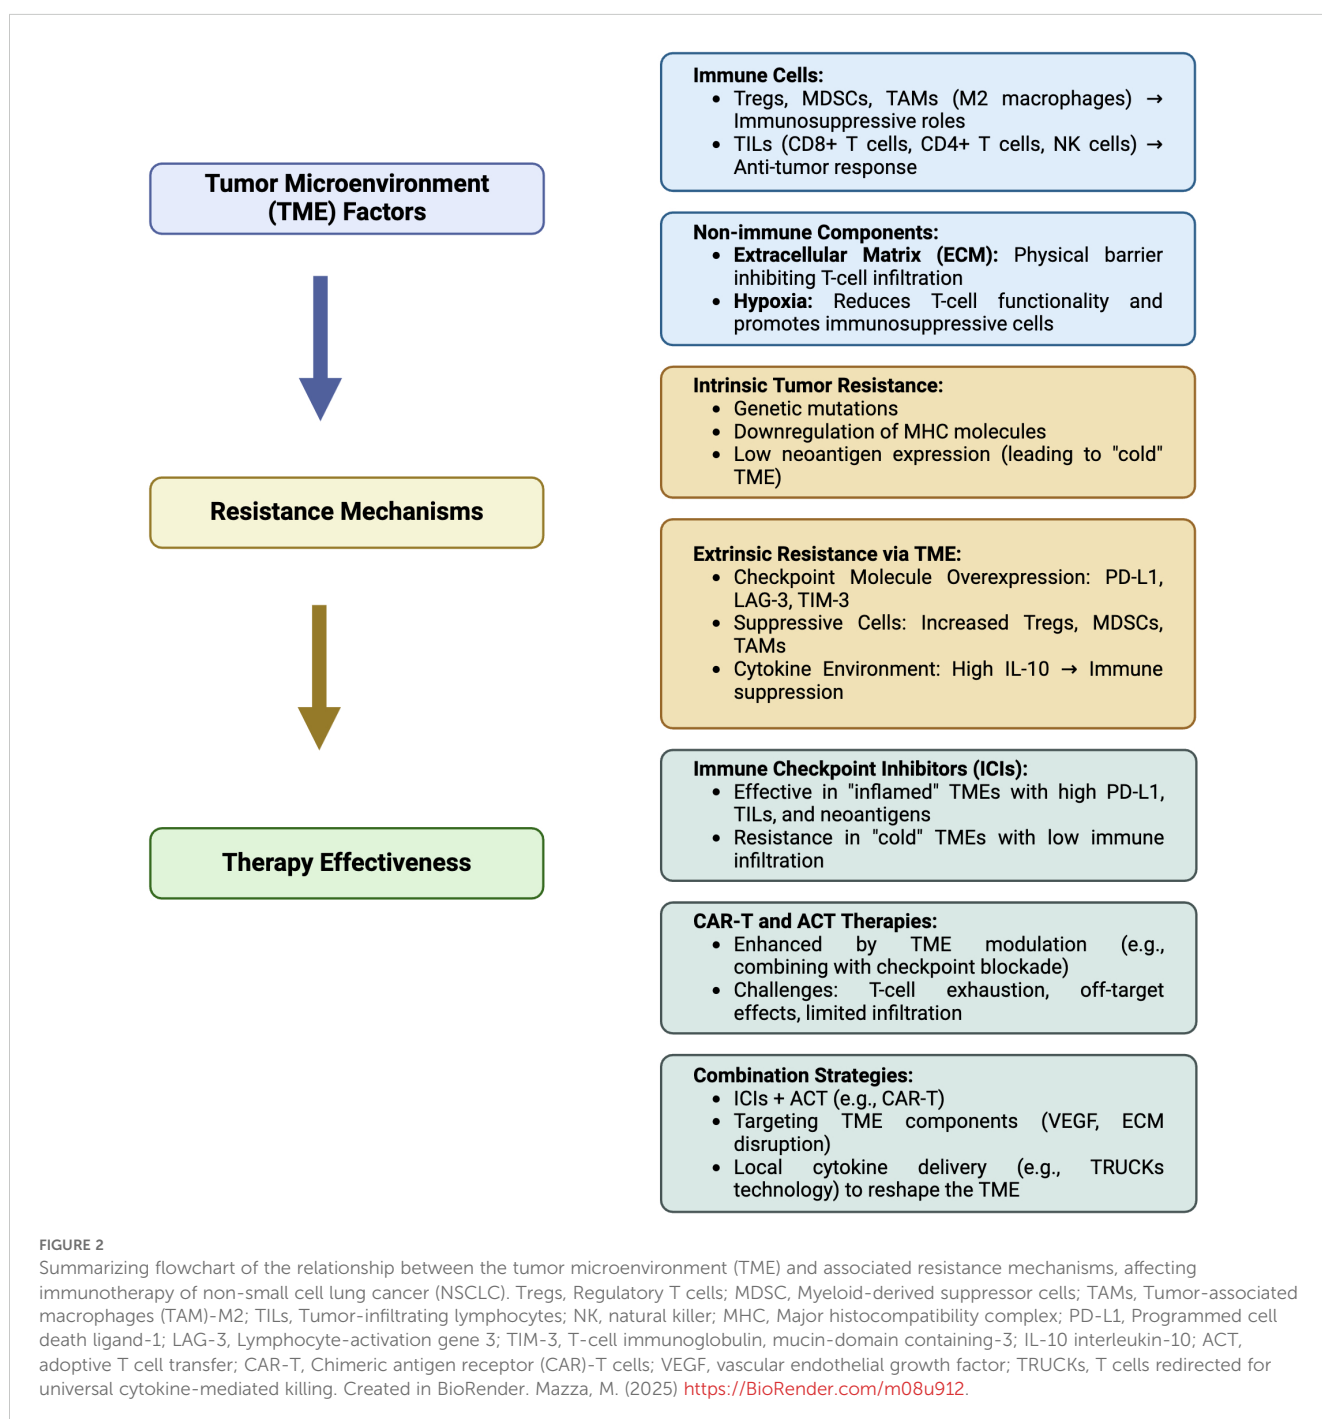 Tumor Microenvironment
(TME) Factors
Resistance Mechanisms
Therapy Effectiveness
Immune Cells:
• Tregs, MDSCs, TAMs (M2 macrophages) →
Immunosuppressive roles
• TILs (CD8+ T cells, CD4+ T cells, NK cells) →
Anti-tumor response
Non-immune Components:
• Extracellular Matrix (ECM): Physical barrier
inhibiting T-cell infiltration
• Hypoxia: Reduces T-cell functionality and
promotes immunosuppressive cells
Intrinsic Tumor Resistance:
• Genetic mutations
• Downregulation of MHC molecules
• Low neoantigen expression (leading to "cold"
TME)
Extrinsic Resistance via TME:
• Checkpoint Molecule Overexpression: PD-L1,
LAG-3, TIM-3
• Suppressive Cells: Increased Tregs, MDSCs,
TAMs
• Cytokine Environment: High IL-10 → Immune
suppression
Immune Checkpoint Inhibitors (ICIs):
• Effective in "inflamed" TMEs with high PD-L1,
TILs, and neoantigens
• Resistance in "cold" TMEs with low immune
infiltration
CAR-T and ACT Therapies:
• Enhanced by TME modulation (e.g.,
combining with checkpoint blockade)
• Challenges: T-cell exhaustion, off-target
effects, limited infiltration
Combination Strategies:
• ICIs + ACT (e.g., CAR-T)
• Targeting TME components (VEGF, ECM
disruption)
• Local cytokine delivery (e.g., TRUCKs
technology) to reshape the TME
FIGURE 2
Summarizing flowchart of the relationship between the tumor microenvironment (TME) and associated resistance mechanisms, affecting
immunotherapy of non-small cell lung cancer (NSCLC). Tregs, Regulatory T cells; MDSC, Myeloid-derived suppressor cells; TAMs, Tumor-associated
macrophages (TAM)-M2; TILs, Tumor-infiltrating lymphocytes; NK, natural killer; MHC, Major histocompatibility complex; PD-L1, Programmed cell
death ligand-1; LAG-3, Lymphocyte-activation gene 3; TIM-3, T-cell immunoglobulin, mucin-domain containing-3; IL-10 interleukin-10; ACT,
adoptive T cell transfer; CAR-T, Chimeric antigen receptor (CAR)-T cells; VEGF, vascular endothelial growth factor; TRUCKs, T cells redirected for
universal cytokine-mediated killing. Created in BioRender. Mazza, M. (2025) https://BioRender.com/m08u912.